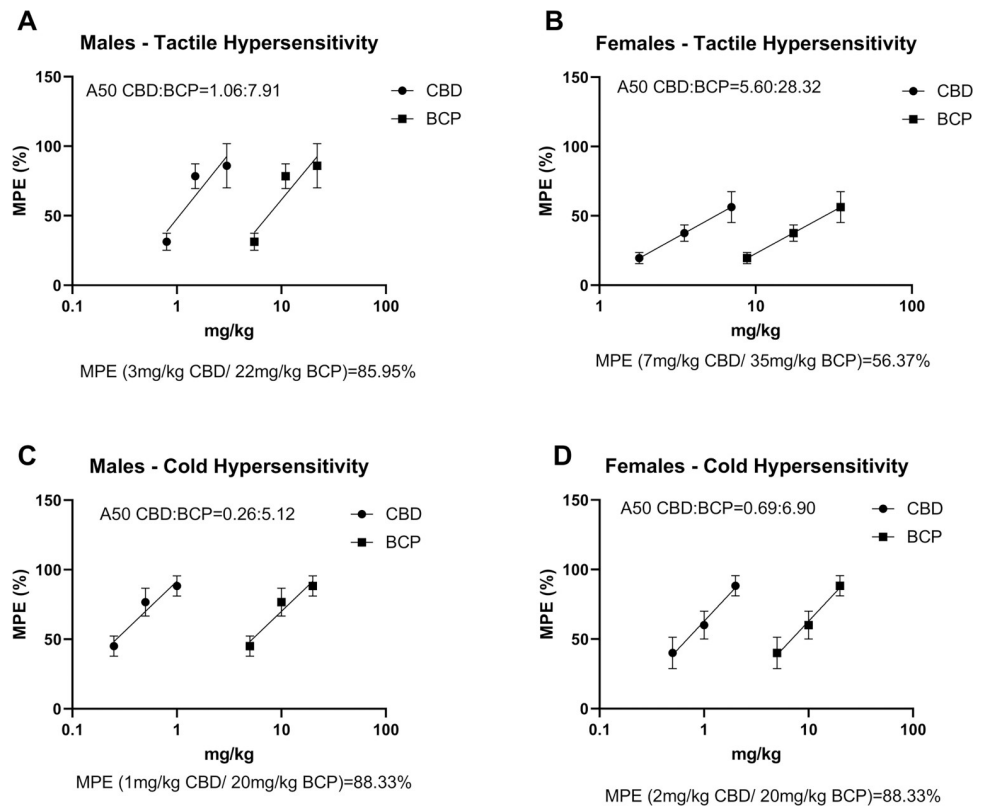 A
Males - Tactile Hypersensitivity
150
100
50
0
MPE (%)
A50 CBD:BCP=1.06:7.91
CBD
BCP
0.1
1
10
100
mg/kg
MPE (3mg/kg CBD/ 22mg/kg BCP)=85.95%
B
Females - Tactile Hypersensitivity
150
100
50
0
MPE (%)
A50 CBD:BCP=5.60:28.32
CBD
BCP
1
10
100
mg/kg
MPE (7mg/kg CBD/ 35mg/kg BCP)=56.37%
C
Males - Cold Hypersensitivity
150
100
50
0
MPE (%)
A50 CBD:BCP=0.26:5.12
CBD
BCP
0.1
1
10
100
mg/kg
MPE (1mg/kg CBD/ 20mg/kg BCP)=88.33%
D
Females - Cold Hypersensitivity
150
100
50
0
MPE (%)
A50 CBD:BCP=0.69:6.90
CBD
BCP
0.1
1
10
100
mg/kg
MPE (2mg/kg CBD/ 20mg/kg BCP)=88.33%